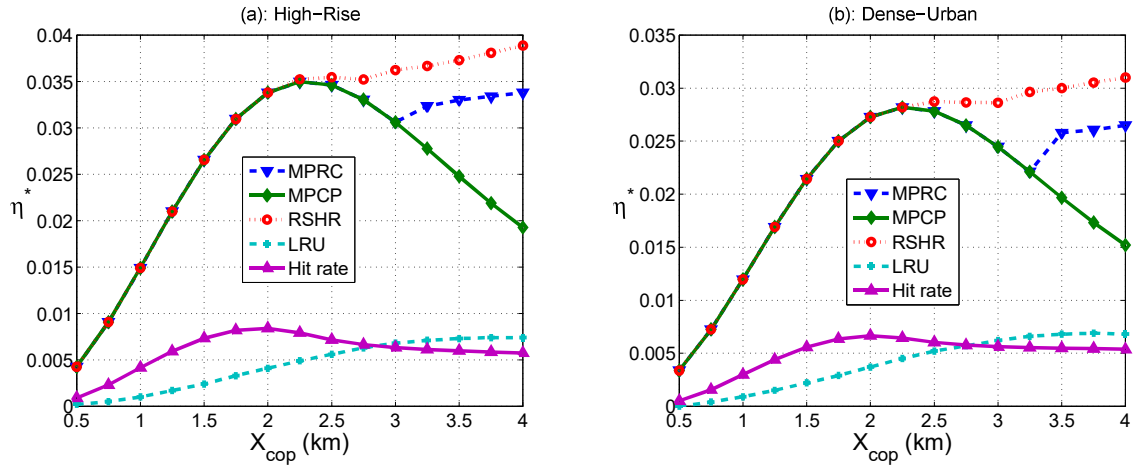 (a): High-Rise
0.04
0.035
0.03
0.025
0.02
0.015
0.01
0.005
0
η*
MPRC
MPCP
RSHR
LRU
Hit rate
0.5 1 1.5 2 2.5 3 3.5 4
X_cop (km)
(b): Dense-Urban
0.035
0.03
0.025
0.02
0.015
0.01
0.005
0
η*
MPRC
MPCP
RSHR
LRU
Hit rate
0.5 1 1.5 2 2.5 3 3.5 4
X_cop (km)